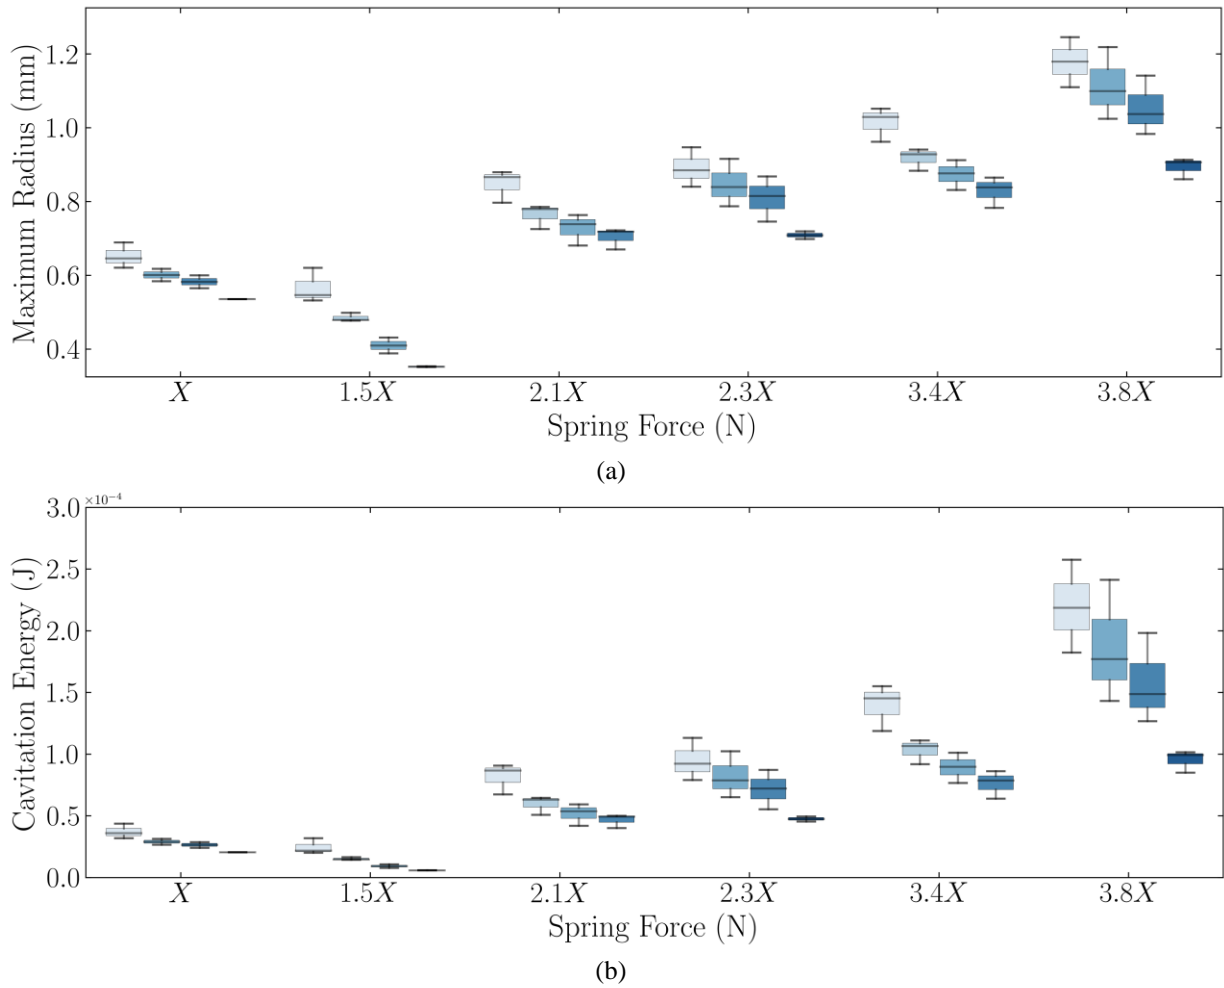 Maximum Radius (mm)
1.2
1.0
0.8
0.6
0.4
X 1.5X 2.1X 2.3X 3.4X 3.8X
Spring Force (N)
(a)
×10⁻⁴
Cavitation Energy (J)
3.0
2.5
2.0
1.5
1.0
0.5
0.0
X 1.5X 2.1X 2.3X 3.4X 3.8X
Spring Force (N)
(b)